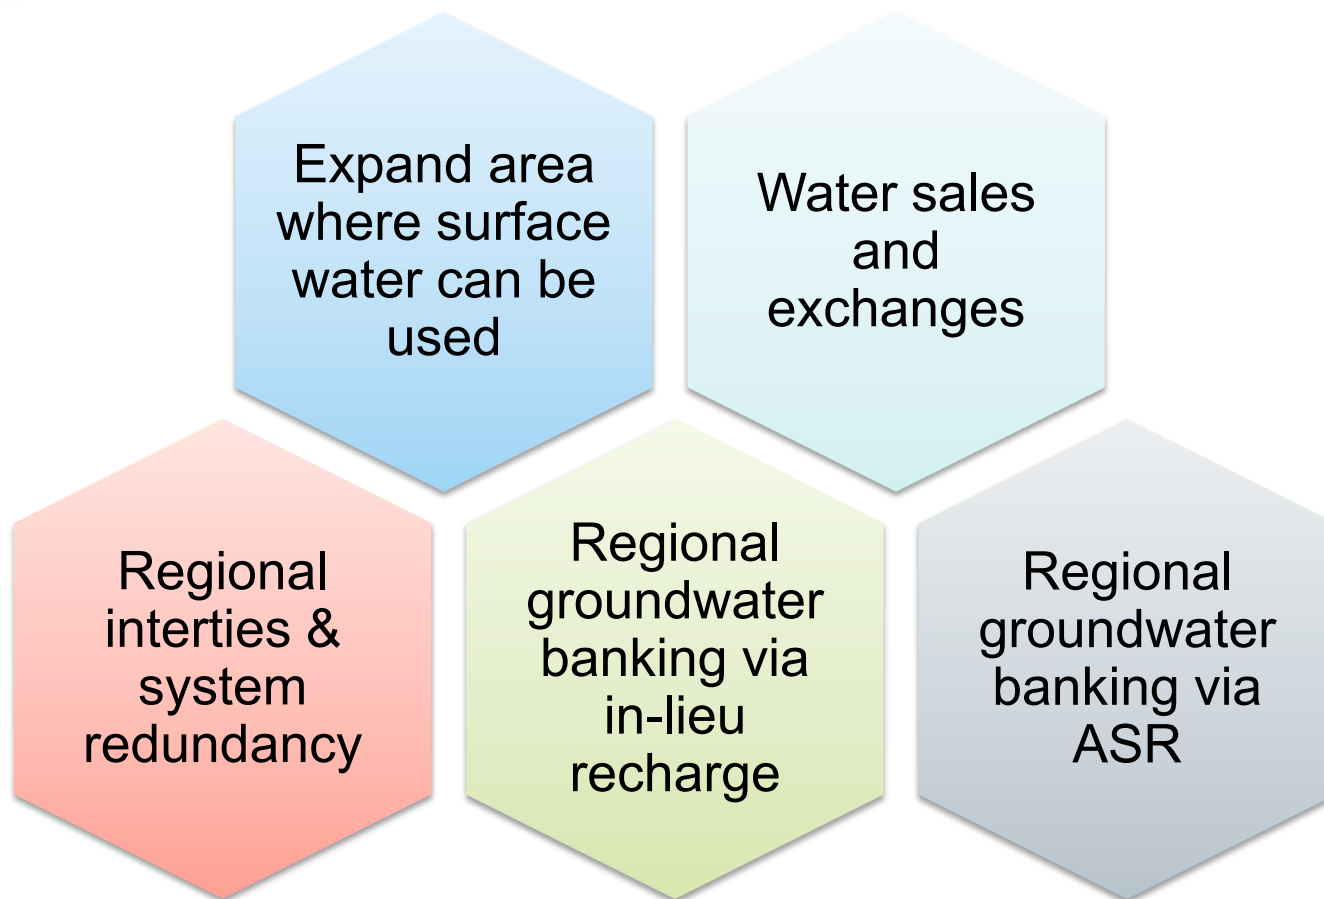 Expand area
where surface
water can be
used
Water sales
and
exchanges
Regional
interties &
system
redundancy
Regional
groundwater
banking via
in-lieu
recharge
Regional
groundwater
banking via
ASR